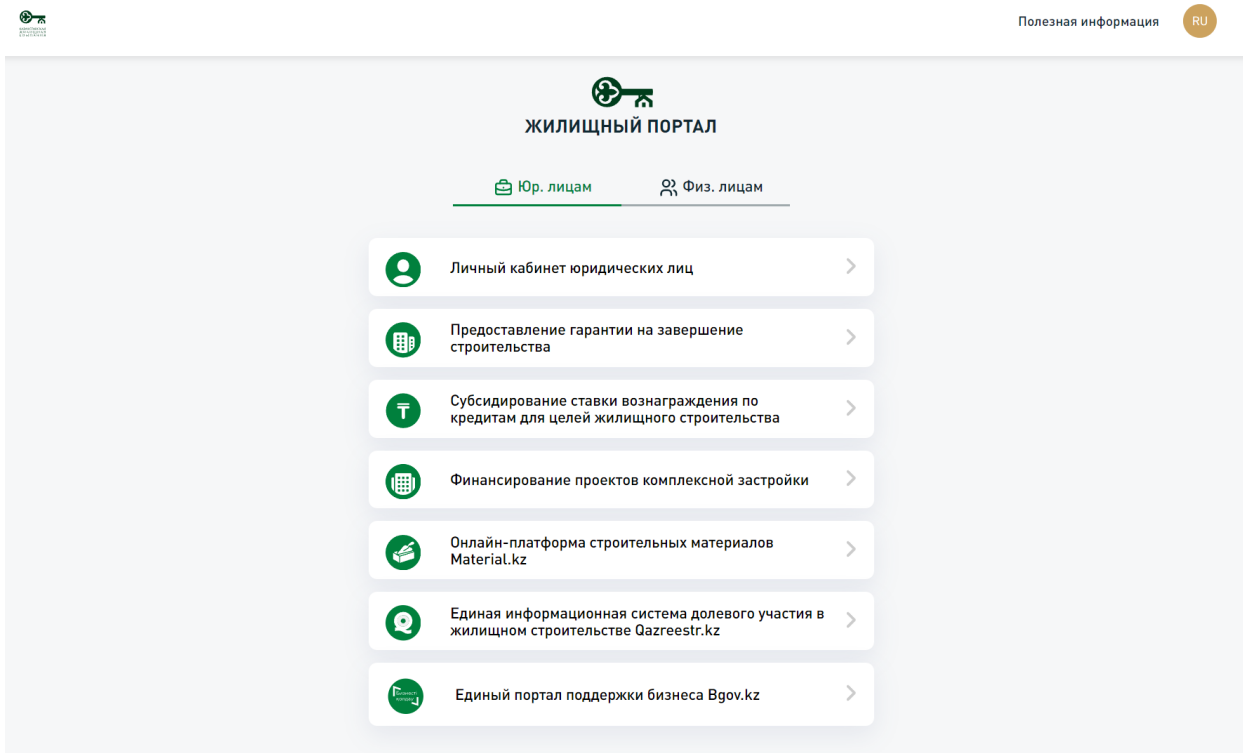 Полезная информация
RU
ЖИЛИЩНЫЙ ПОРТАЛ
Юр. лицам
Физ. лицам
Личный кабинет юридических лиц
Предоставление гарантии на завершение
строительства
Субсидирование ставки вознаграждения по
кредитам для целей жилищного строительства
Финансирование проектов комплексной застройки
Онлайн-платформа строительных материалов
Material.kz
Единая информационная система долевого участия в
жилищном строительстве Qazreestr.kz
Единый портал поддержки бизнеса Bgov.kz